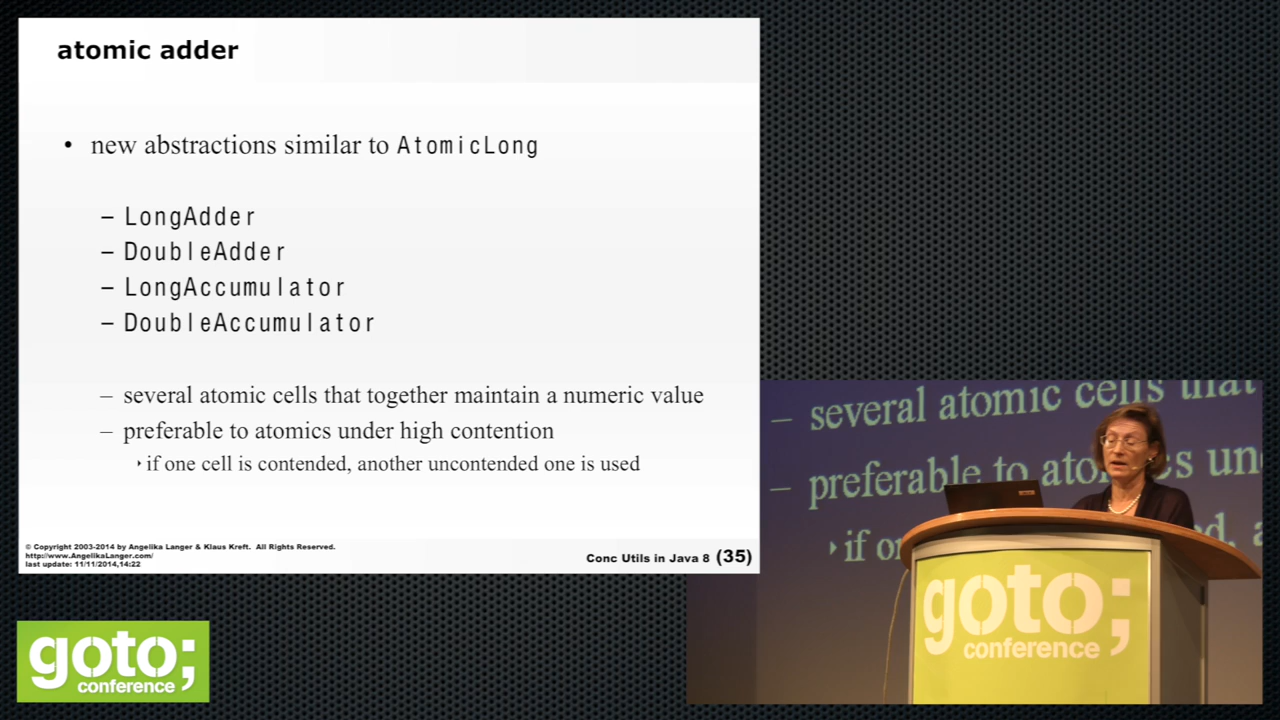 atomic adder
• new abstractions similar to AtomicLong
– LongAdder
– DoubleAdder
– LongAccumulator
– DoubleAccumulator
– several atomic cells that together maintain a numeric value
– preferable to atomics under high contention
‣ if one cell is contended, another uncontended one is used
© Copyright 2003-2014 by Angelika Langer & Klaus Kreft. All Rights Reserved.
http://www.AngelikaLanger.com/
last update: 11/11/2014,14:22
Conc Utils in Java 8 (35)
– several atomic cells that
– preferable to
‣ if
goto;
conference
goto;
conference